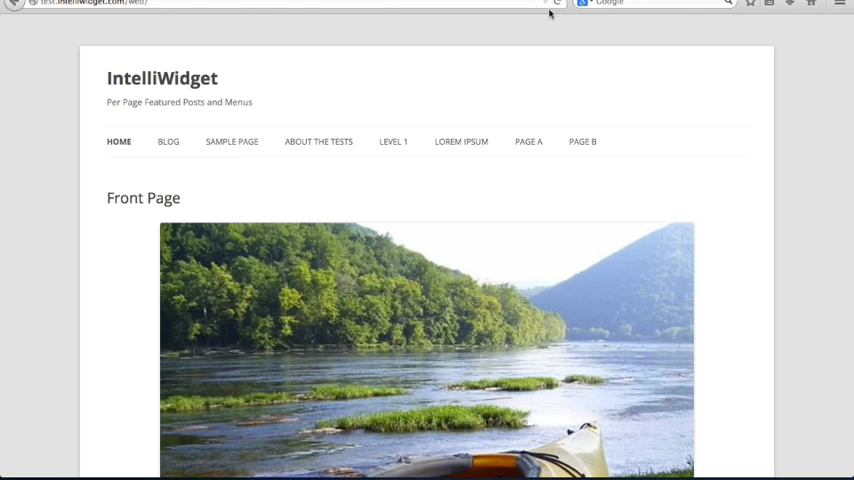 test.intelliwidget.com/web/
Google
IntelliWidget
Per Page Featured Posts and Menus
HOME BLOG SAMPLE PAGE ABOUT THE TESTS LEVEL 1 LOREM IPSUM PAGE A PAGE B
Front Page